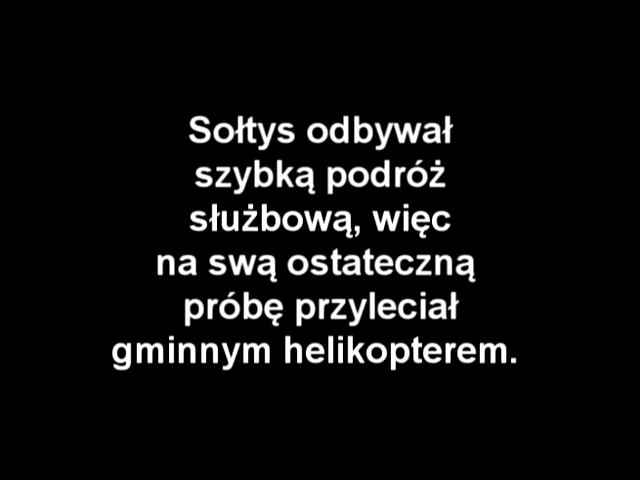 Sołtys odbywał
szybką podróż
służbową, więc
na swą ostateczną
próbę przyleciał
gminnym helikopterem.